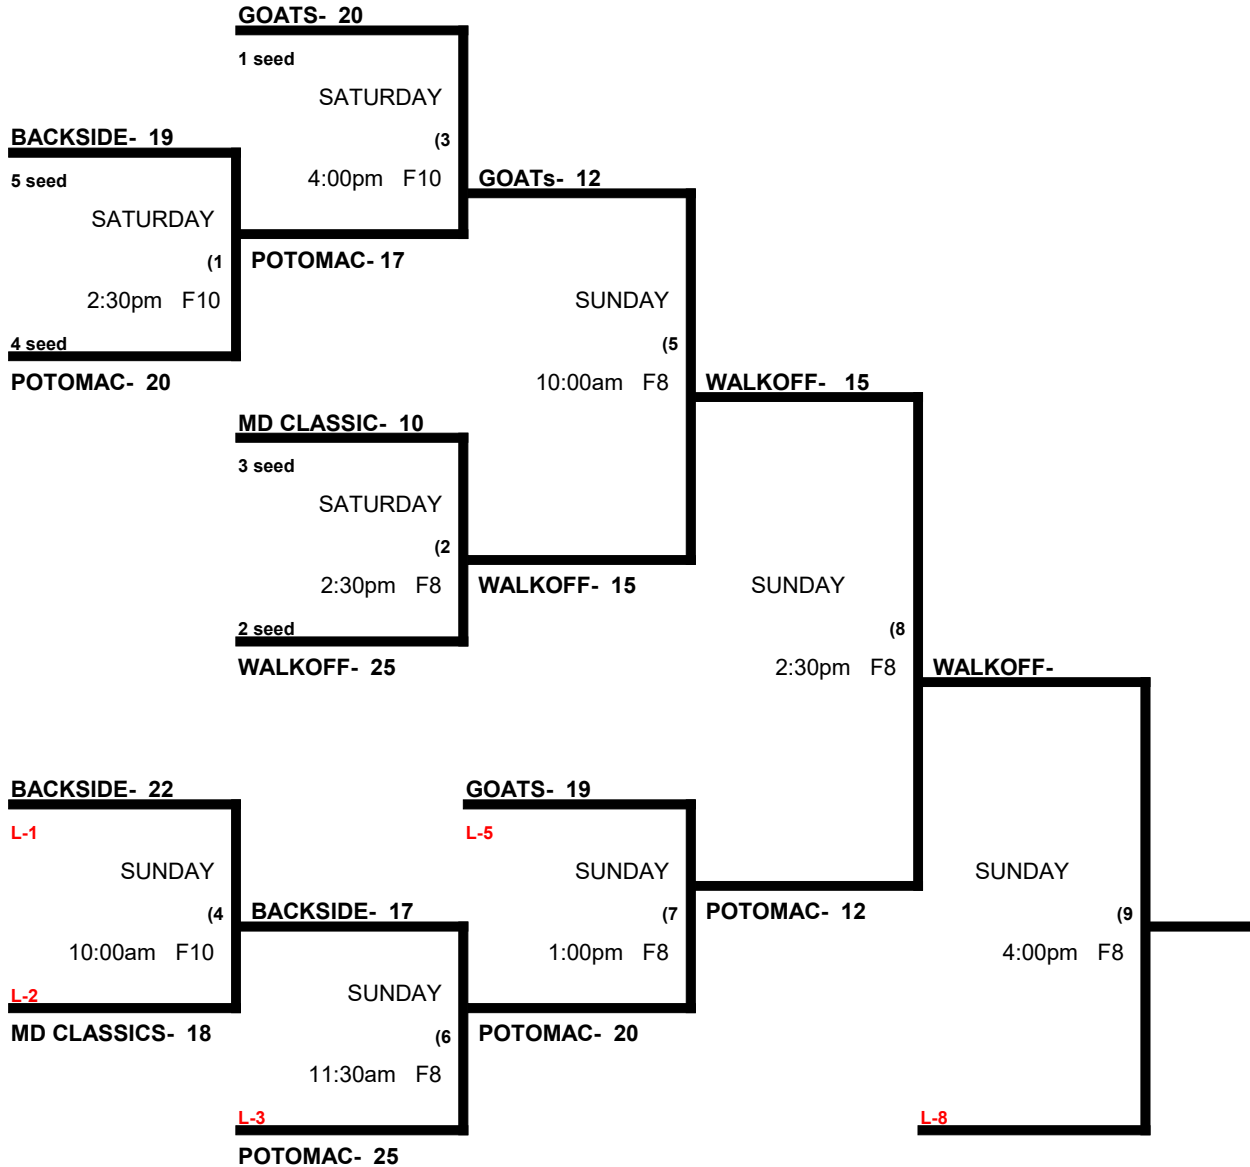 GOATS-  20
1 seed
SATURDAY
BACKSIDE-  19
(3
5 seed
4:00pm   F10
GOATs-  12
SATURDAY
(1
POTOMAC- 17
2:30pm   F10
SUNDAY
4 seed
(5
POTOMAC-  20
10:00am   F8
WALKOFF-   15
MD CLASSIC-  10
3 seed
SATURDAY
(2
2:30pm   F8
WALKOFF-  15
SUNDAY
2 seed
(8
WALKOFF-  25
2:30pm   F8
WALKOFF-
BACKSIDE-  22
GOATS-  19
L-1
L-5
SUNDAY
SUNDAY
SUNDAY
(4
BACKSIDE- 17
(7
POTOMAC-  12
(9
10:00am   F10
1:00pm   F8
4:00pm   F8
L-2
SUNDAY
MD CLASSICS-  18
(6
POTOMAC-  20
11:30am   F8
L-3
L-8
POTOMAC-  25